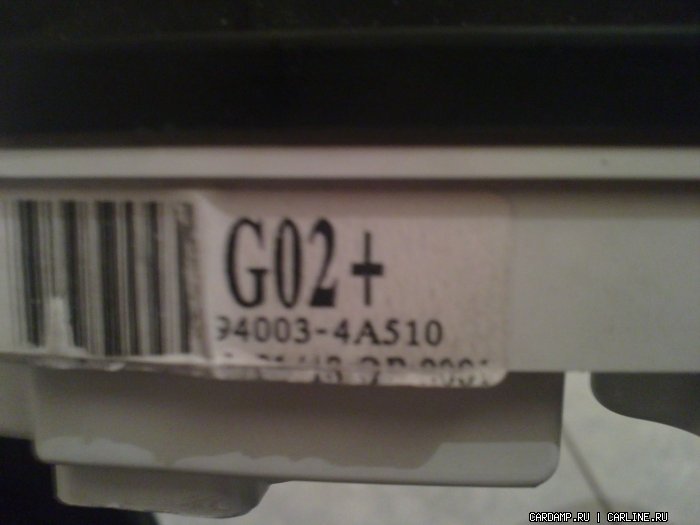 G02+
94003-4A510
CARDAMP.RU | CARLINE.RU